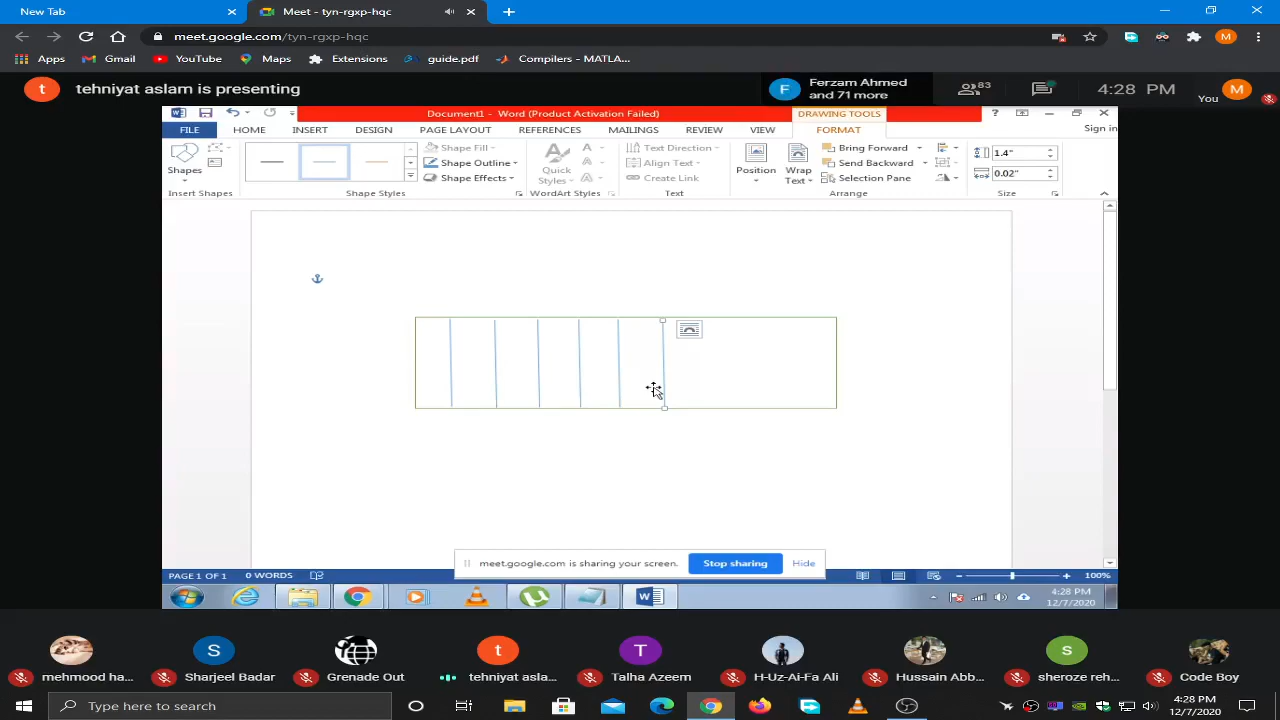 New Tab
Meet - tyn-rgxp-hqc
meet.google.com/tyn-rgxp-hqc
M
Apps
Gmail
YouTube
Maps
Extensions
guide.pdf
Compilers - MATLA...
t
tehniyat aslam is presenting
F
Ferzam Ahmed
and 71 more
83
4:28 PM
You
M
Document1 - Word (Product Activation Failed)
DRAWING TOOLS
FILE
HOME
INSERT
DESIGN
PAGE LAYOUT
REFERENCES
MAILINGS
REVIEW
VIEW
FORMAT
Sign in
Shapes
Insert Shapes
Shape Fill
Shape Outline
Shape Effects
Shape Styles
Quick
Styles
WordArt Styles
Text Direction
Align Text
Create Link
Text
Position
Wrap
Text
Bring Forward
Send Backward
Selection Pane
Arrange
1.4"
0.02"
Size
meet.google.com is sharing your screen.
Stop sharing
Hide
PAGE 1 OF 1
0 WORDS
100%
4:28 PM
12/7/2020
S
t
T
s
mehmood ha...
Sharjeel Badar
Grenade Out
tehniyat asla...
Talha Azeem
H-Uz-Ai-Fa Ali
Hussain Abb...
sheroze reh...
Code Boy
Type here to search
4:28 PM
12/7/2020